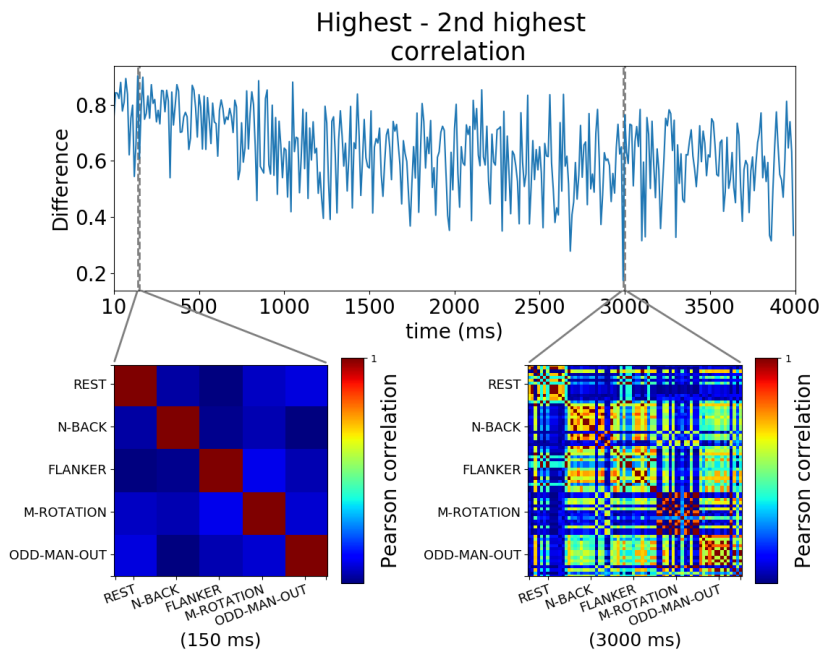 Highest - 2nd highest
correlation
Difference
0.8
0.6
0.4
0.2
10 500 1000 1500 2000 2500 3000 3500 4000
time (ms)
REST
N-BACK
FLANKER
M-ROTATION
ODD-MAN-OUT
REST N-BACK FLANKER M-ROTATION ODD-MAN-OUT
(150 ms)
1
Pearson correlation
REST
N-BACK
FLANKER
M-ROTATION
ODD-MAN-OUT
REST N-BACK FLANKER M-ROTATION ODD-MAN-OUT
(3000 ms)
1
Pearson correlation